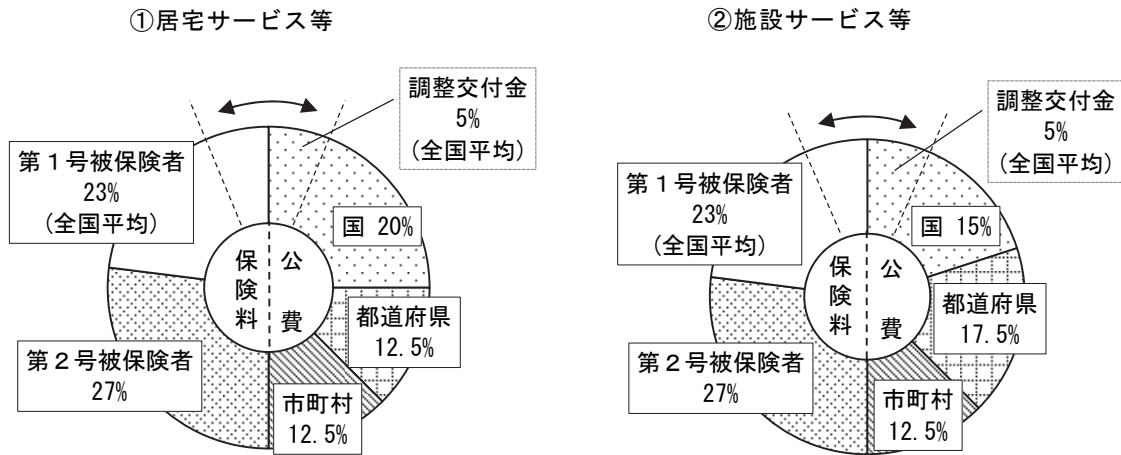 ①居宅サービス等
調整交付金
5%
(全国平均)
第１号被保険者
23%
(全国平均)
国 20%
保険料
公費
都道府県
12.5%
第２号被保険者
27%
市町村
12.5%
②施設サービス等
調整交付金
5%
(全国平均)
第１号被保険者
23%
(全国平均)
国 15%
保険料
公費
都道府県
17.5%
第２号被保険者
27%
市町村
12.5%